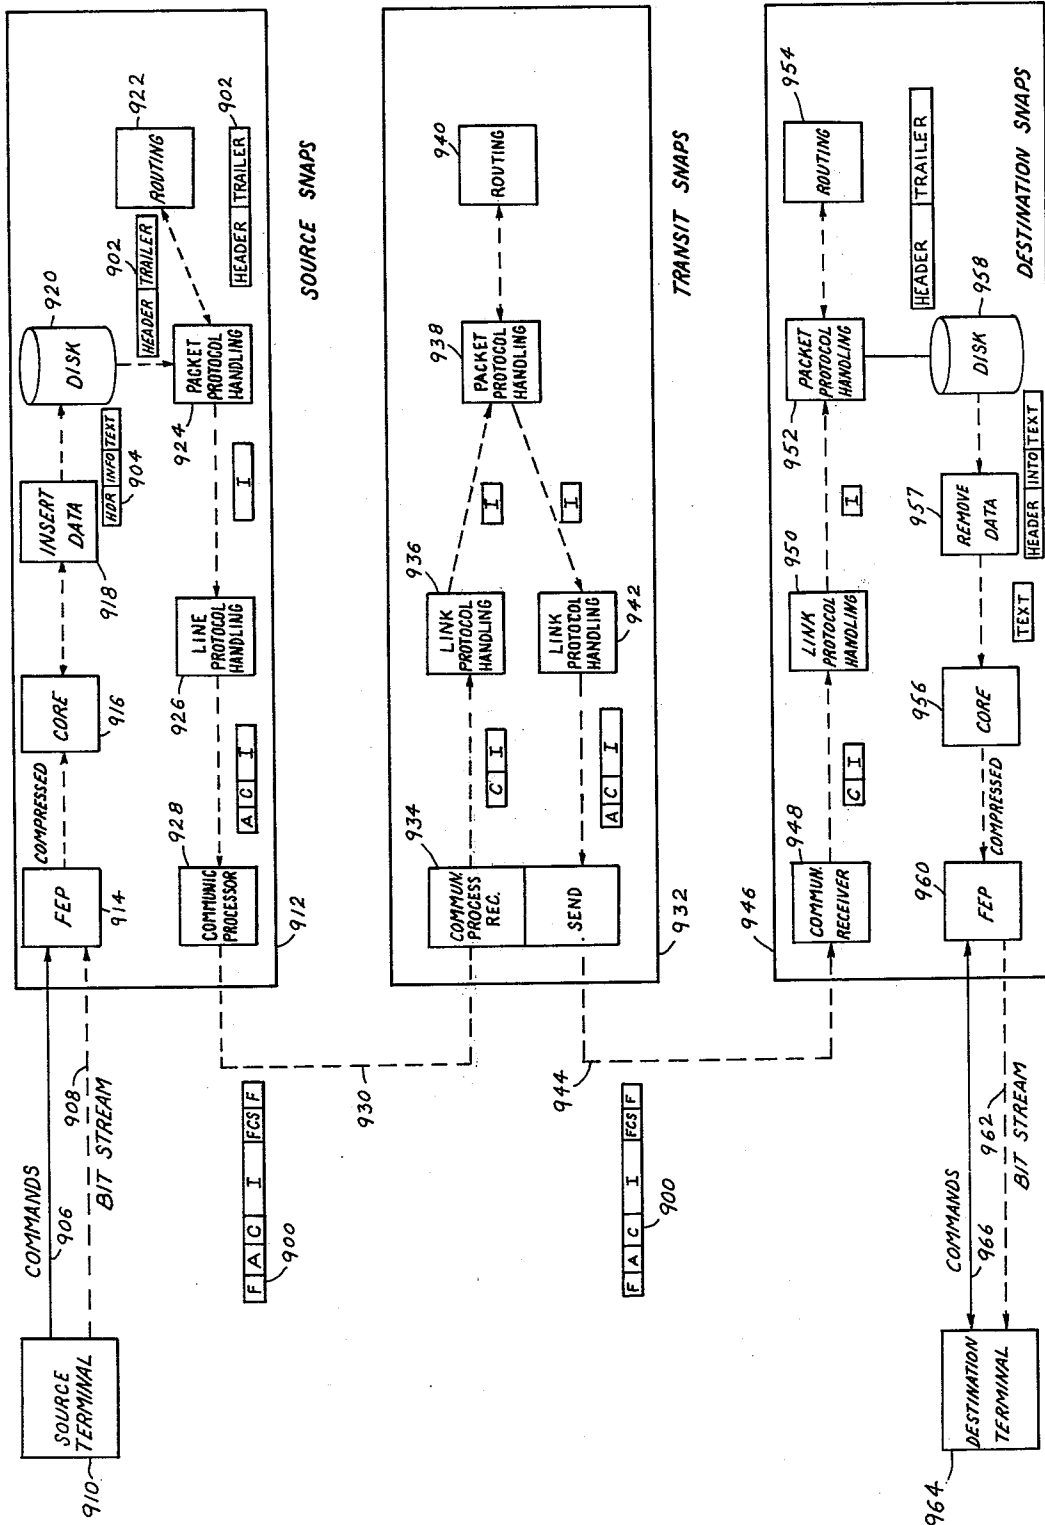 910
SOURCE
TERMINAL
COMMANDS
906
908
BIT STREAM
FEP
914
COMPRESSED
CORE
916
INSERT
DATA
918
HDR INFO TEXT
904
DISK
920
HEADER TRAILER
902
ROUTING
922
HEADER TRAILER
902
PACKET
PROTOCOL
HANDLING
924
I
LINE
PROTOCOL
HANDLING
926
A C I
COMMUNIC
PROCESSOR
928
912
SOURCE SNAPS
F A C I FCS F
900
930
COMMUN.
PROCESS
REC.
934
SEND
932
C I
LINK
PROTOCOL
HANDLING
936
I
PACKET
PROTOCOL
HANDLING
938
ROUTING
940
I
LINK
PROTOCOL
HANDLING
942
A C I
TRANSIT SNAPS
F A C I FCS F
900
944
946
COMMUN.
RECEIVER
948
C I
LINK
PROTOCOL
HANDLING
950
I
PACKET
PROTOCOL
HANDLING
952
ROUTING
954
HEADER TRAILER
DISK
958
HEADER INTO TEXT
REMOVE
DATA
957
TEXT
CORE
956
COMPRESSED
FEP
960
DESTINATION SNAPS
COMMANDS
966
962
BIT STREAM
DESTINATION
TERMINAL
964